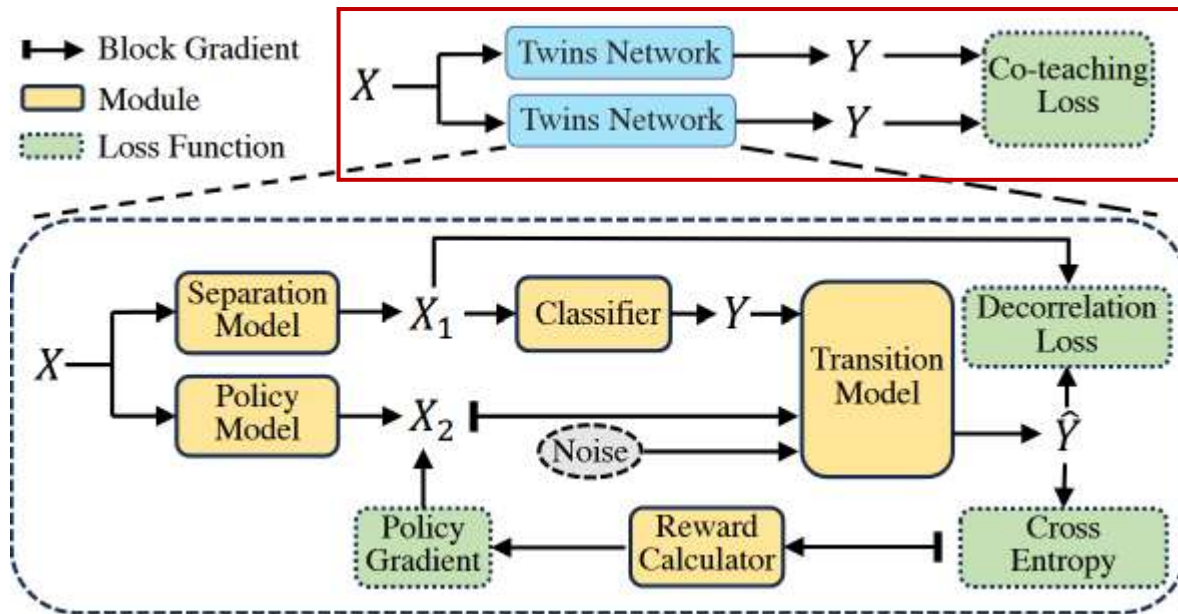 Block Gradient
Module
Loss Function
X
Twins Network
Y
Twins Network
Y
Co-teaching
Loss
X
Separation
Model
X₁
Classifier
Y
Transition
Model
Decorrelation
Loss
Policy
Model
X₂
Noise
Ŷ
Policy
Gradient
Reward
Calculator
Cross
Entropy